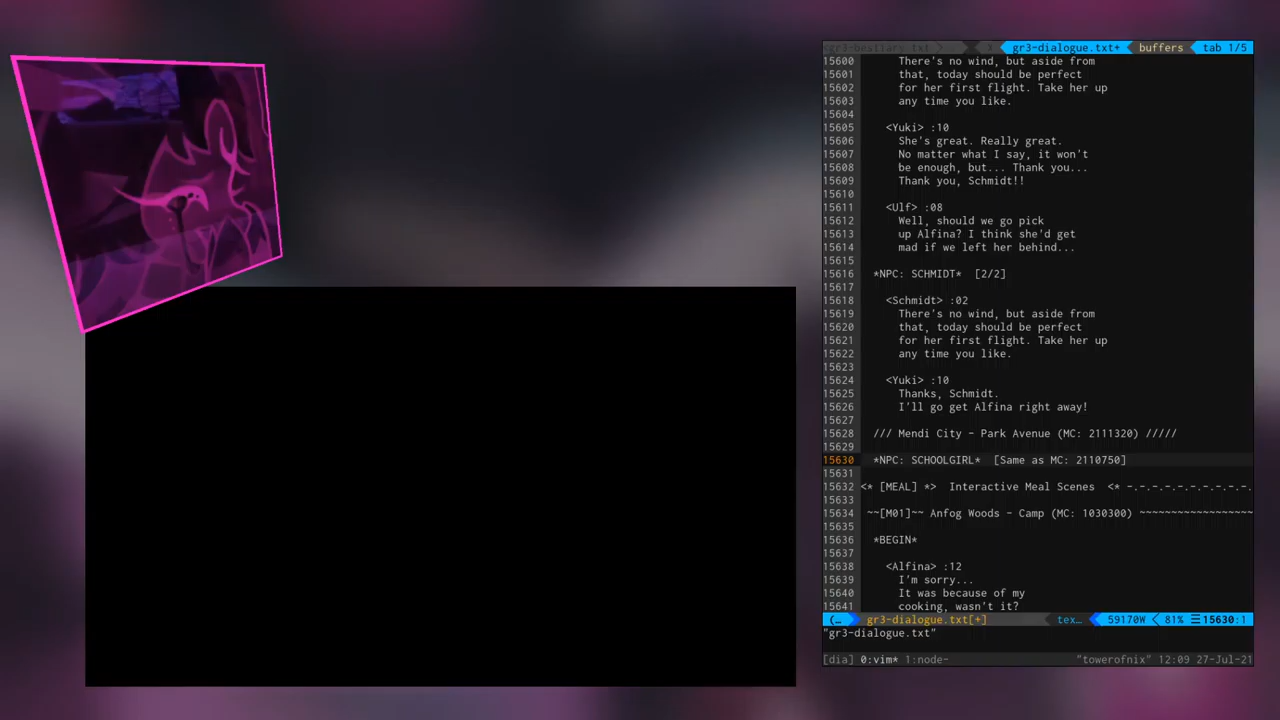 gr3-bestiary.txt > 3 gr3-dialogue.txt+ buffers tab 1/5
15600 There's no wind, but aside from
15601 that, today should be perfect
15602 for her first flight. Take her up
15603 any time you like.
15604
15605 <Yuki> :10
15606 She's great. Really great.
15607 No matter what I say, it won't
15608 be enough, but... Thank you...
15609 Thank you, Schmidt!!
15610
15611 <Ulf> :08
15612 Well, should we go pick
15613 up Alfina? I think she'd get
15614 mad if we left her behind...
15615
15616 *NPC: SCHMIDT* [2/2]
15617
15618 <Schmidt> :02
15619 There's no wind, but aside from
15620 that, today should be perfect
15621 for her first flight. Take her up
15622 any time you like.
15623
15624 <Yuki> :10
15625 Thanks, Schmidt.
15626 I'll go get Alfina right away!
15627
15628 /// Mendi City - Park Avenue (MC: 2111320) /////
15629
15630 *NPC: SCHOOLGIRL* [Same as MC: 2110750]
15631
15632 <* [MEAL] *> Interactive Meal Scenes <* -.-.-.-.-.-.-.-.-.-.
15633
15634 ~~[M01]~~ Anfog Woods - Camp (MC: 1030300) ~~~~~~~~~~~~~~~~~~
15635
15636 *BEGIN*
15637
15638 <Alfina> :12
15639 I'm sorry...
15640 It was because of my
15641 cooking, wasn't it?
(… gr3-dialogue.txt[+] tex… 59170W < 81% ☰15630:1
"gr3-dialogue.txt"
[dia] 0:vim* 1:node- "towerofnix" 12:09 27-Jul-21